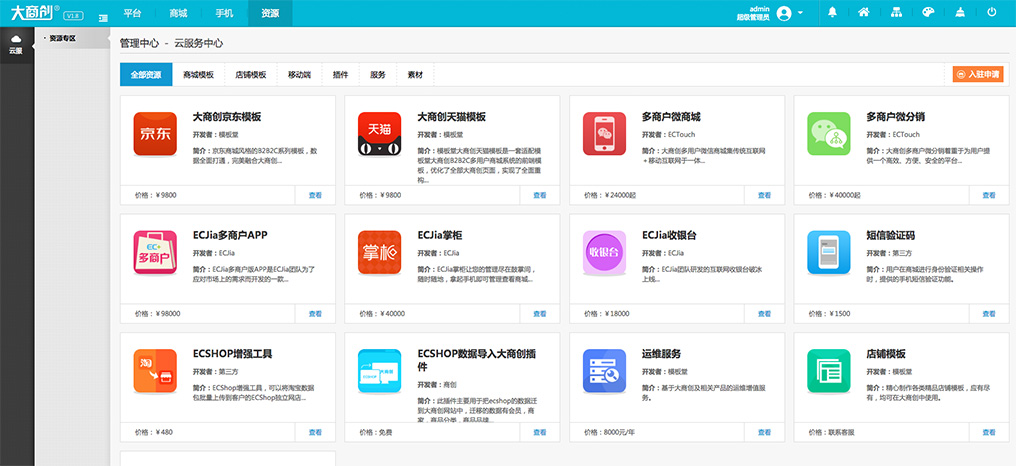 大商创® V1.8 平台 商城 手机 资源 admin
超级管理员
云服
资源专区
管理中心 - 云服务中心
全部资源 商城模板 店铺模板 移动端 插件 服务 素材 入驻申请
京东
大商创京东模板
开发者：模板堂
简介：京东商城风格的B2B2C系列模板，数
据全面打通，完美融合大商创...
价格：￥9800 查看
天猫
大商创天猫模板
开发者：模板堂
简介：模板堂大商创天猫模板是一套适配模
板堂大商创B2B2C多用户商城系统的前端模
板，优化了全部大商创页面，实现了全面重
构...
价格：￥9800 查看
多商户微商城
开发者：ECTouch
简介：大商创多用户微信商城集传统互联网
＋移动互联网于一体...
价格：￥24000起 查看
多商户微分销
开发者：ECTouch
简介：大商创多商户微分销着重于为用户提
供一个高效、方便、安全的平台...
价格：￥40000起 查看
EC+
多商户
ECJia多商户APP
开发者：ECJia
简介：ECJia多商户版APP是ECJia团队为了
应对市场上的需求而开发的一款...
价格：￥98000 查看
掌柜
ECJia掌柜
开发者：ECJia
简介：ECJia掌柜让您的管理尽在鼓掌间，
随时随地，拿起手机即可管理查看商城...
价格：￥40000 查看
收银台
ECJia收银台
开发者：ECJia
简介：ECJia团队研发的互联网收银台破冰
上线...
价格：￥18000 查看
短信验证码
开发者：第三方
简介：用户在商城进行身份验证相关操作
时，提供的手机短信验证功能。
价格：￥1500 查看
淘
ECSHOP增强工具
开发者：第三方
简介：ECShop增强工具，可以将淘宝数据
包批量上传到客户的ECShop独立网店...
价格：￥480 查看
ECSHOP 大商创
ECSHOP数据导入大商创插
件
开发者：商创
简介：此插件主要用于把ecshop的数据迁
到大商创网站中，迁移的数据有会员，商
家，商品分类，商品品牌...
价格：免费 查看
运维服务
开发者：模板堂
简介：基于大商创及相关产品的运维增值服
务。
价格：8000元/年 查看
店铺模板
开发者：模板堂
简介：精心制作各类精品店铺模板，应有尽
有，均可在大商创中使用。
价格：联系客服 查看